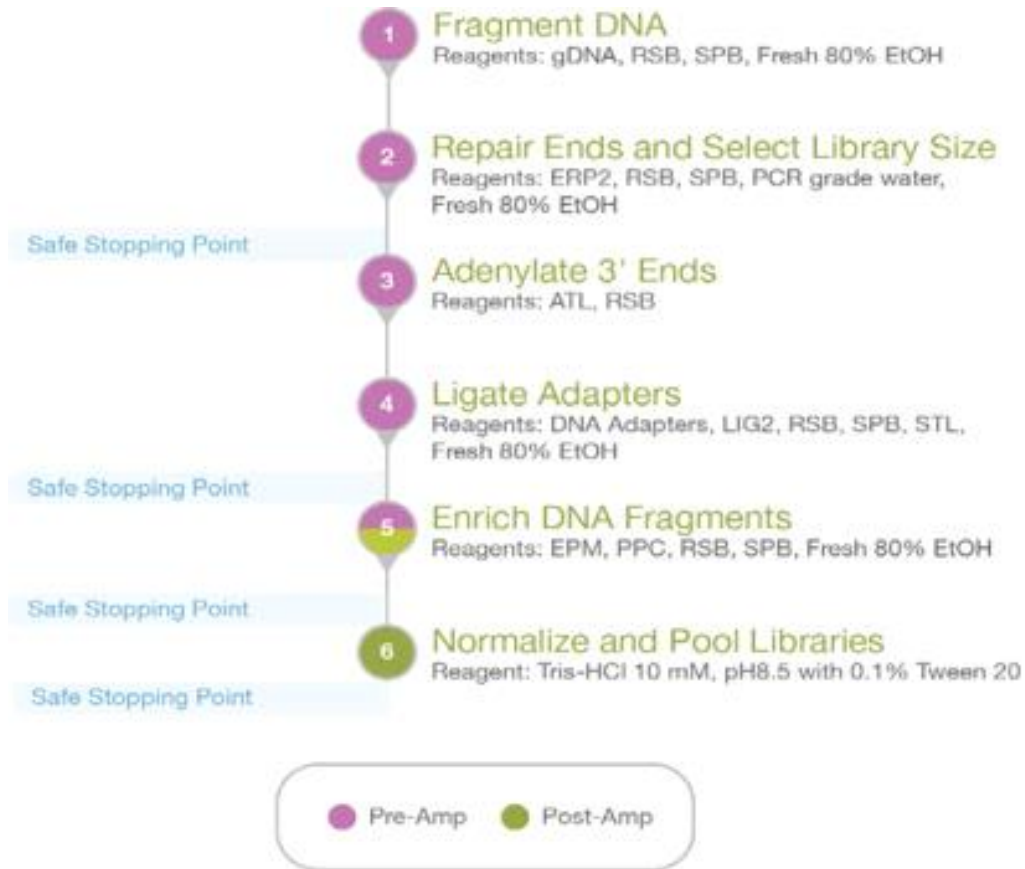 1 Fragment DNA
Reagents: gDNA, RSB, SPB, Fresh 80% EtOH
2 Repair Ends and Select Library Size
Reagents: ERP2, RSB, SPB, PCR grade water,
Fresh 80% EtOH
Safe Stopping Point
3 Adenylate 3' Ends
Reagents: ATL, RSB
4 Ligate Adapters
Reagents: DNA Adapters, LIG2, RSB, SPB, STL,
Fresh 80% EtOH
Safe Stopping Point
5 Enrich DNA Fragments
Reagents: EPM, PPC, RSB, SPB, Fresh 80% EtOH
Safe Stopping Point
6 Normalize and Pool Libraries
Reagent: Tris-HCl 10 mM, pH8.5 with 0.1% Tween 20
Safe Stopping Point
Pre-Amp Post-Amp